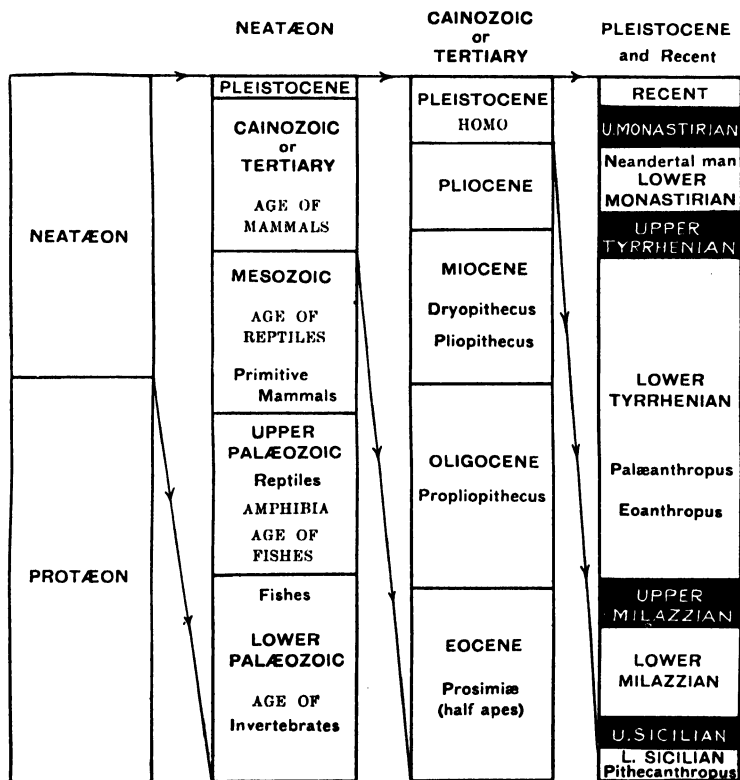 NEATÆON
CAINOZOIC
or
TERTIARY
PLEISTOCENE
and Recent
NEATÆON
PROTÆON
PLEISTOCENE
CAINOZOIC
or
TERTIARY
AGE OF
MAMMALS
MESOZOIC
AGE OF
REPTILES
Primitive
Mammals
UPPER
PALÆOZOIC
Reptiles
AMPHIBIA
AGE OF
FISHES
Fishes
LOWER
PALÆOZOIC
AGE OF
Invertebrates
PLEISTOCENE
HOMO
PLIOCENE
MIOCENE
Dryopithecus
Pliopithecus
OLIGOCENE
Propliopithecus
EOCENE
Prosimiæ
(half apes)
RECENT
U.MONASTIRIAN
Neandertal man
LOWER
MONASTIRIAN
UPPER
TYRRHENIAN
LOWER
TYRRHENIAN
Palæanthropus
Eoanthropus
UPPER
MILAZZIAN
LOWER
MILAZZIAN
U.SICILIAN
L. SICILIAN
Pithecanthropus